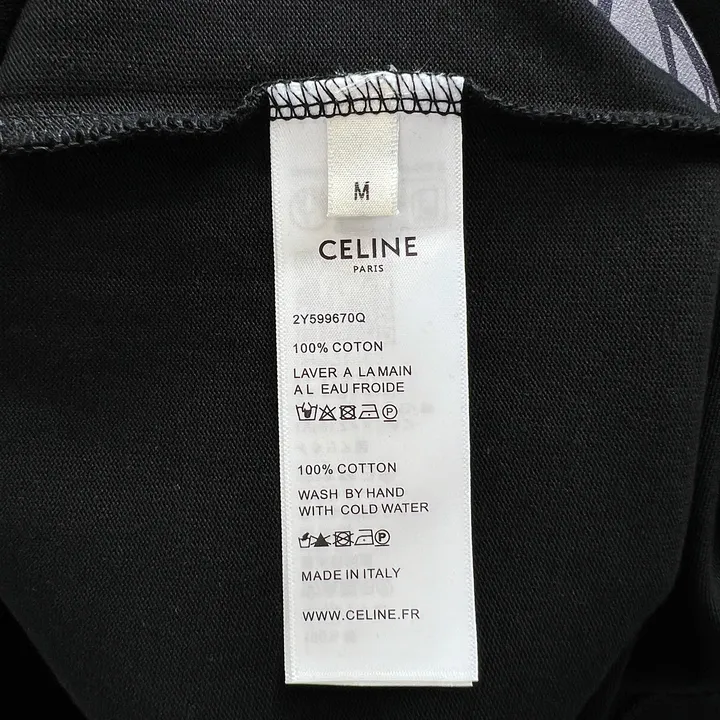 M
CELINE
PARIS
2Y599670Q
100% COTON
LAVER A LA MAIN
A L EAU FROIDE
P
100% COTTON
WASH BY HAND
WITH COLD WATER
P
MADE IN ITALY
WWW.CELINE.FR